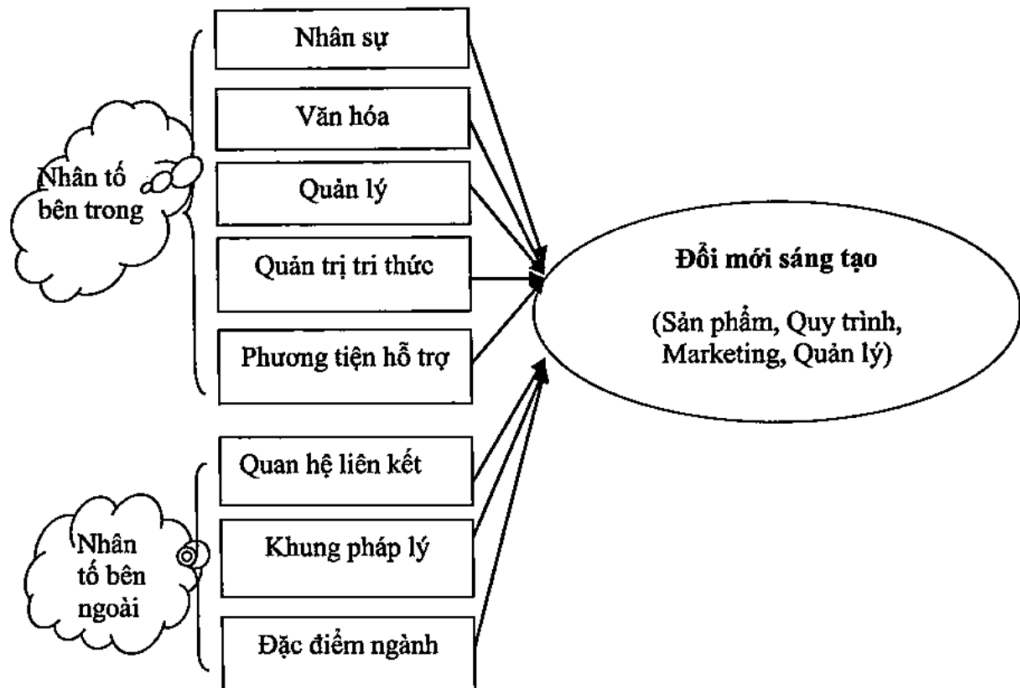 Nhân sự
Văn hóa
Nhân tố
bên trong
Quản lý
Quản trị tri thức
Phương tiện hỗ trợ
Đổi mới sáng tạo
(Sản phẩm, Quy trình,
Marketing, Quản lý)
Quan hệ liên kết
Nhân
tố bên
ngoài
Khung pháp lý
Đặc điểm ngành